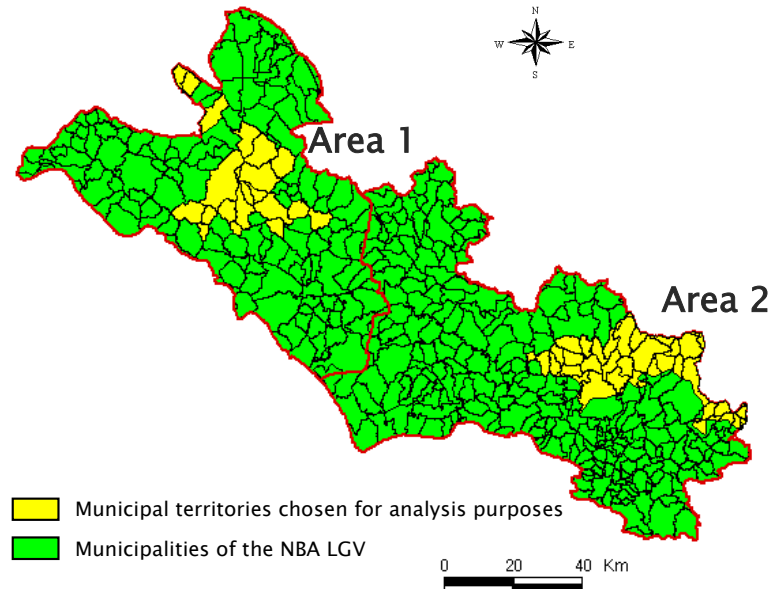 N
W E
S
Area 1
Area 2
Municipal territories chosen for analysis purposes
Municipalities of the NBA LGV
0 20 40 Km